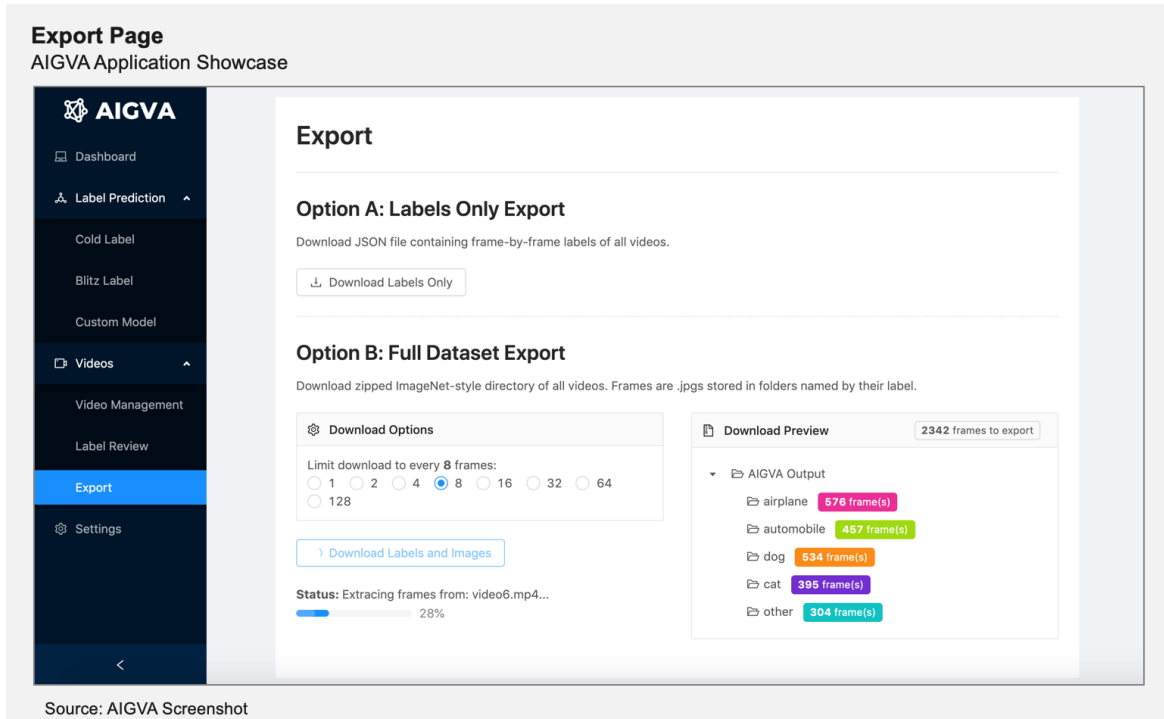 Export Page
AIGVA Application Showcase
AIGVA
Dashboard
Label Prediction
Cold Label
Blitz Label
Custom Model
Videos
Video Management
Label Review
Export
Settings
Export
Option A: Labels Only Export
Download JSON file containing frame-by-frame labels of all videos.
Download Labels Only
Option B: Full Dataset Export
Download zipped ImageNet-style directory of all videos. Frames are .jpgs stored in folders named by their label.
Download Options
Limit download to every 8 frames:
1 2 4 8 16 32 64
128
Download Labels and Images
Status: Extracing frames from: video6.mp4...
28%
Download Preview 2342 frames to export
AIGVA Output
airplane 576 frame(s)
automobile 457 frame(s)
dog 534 frame(s)
cat 395 frame(s)
other 304 frame(s)
Source: AIGVA Screenshot